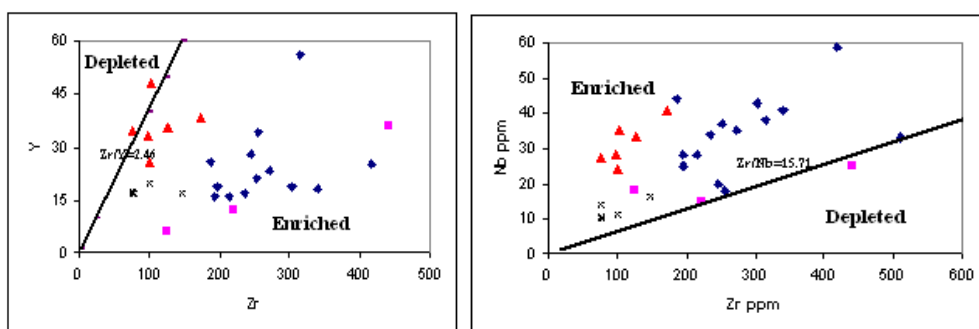 60
45
30
15
0
Y
Depleted
Zr/Y=2.46
Enriched
0 100 200 300 400 500
Zr
60
50
40
30
20
10
0
Nb ppm
Enriched
Zr/Nb=15.71
Depleted
0 100 200 300 400 500 600
Zr ppm